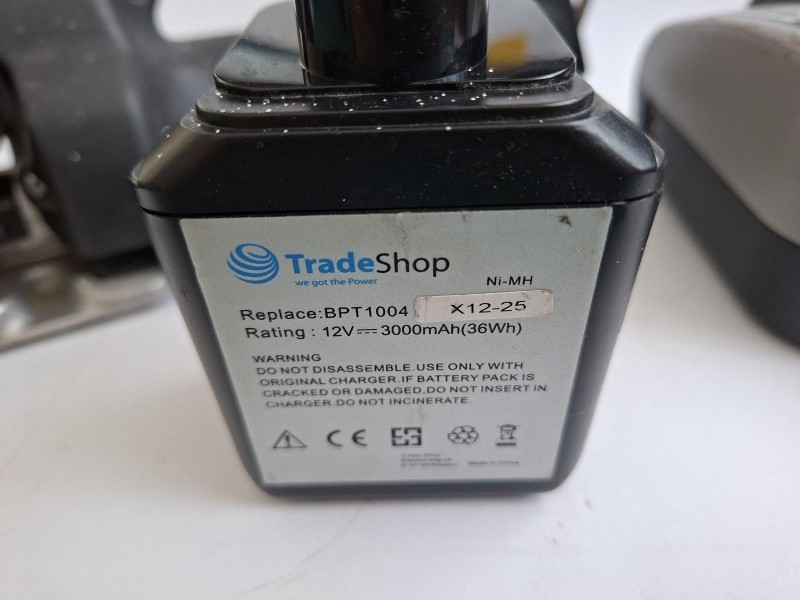 TradeShop
we got the Power
Ni-MH
Replace:BPT1004 X12-25
Rating : 12V 3000mAh(36Wh)
WARNING
DO NOT DISASSEMBLE.USE ONLY WITH
ORIGINAL CHARGER.IF BATTERY PACK IS
CRACKED OR DAMAGED,DO NOT INSERT IN
CHARGER.DO NOT INCINERATE.
CE
Trade-Shop
Made in China